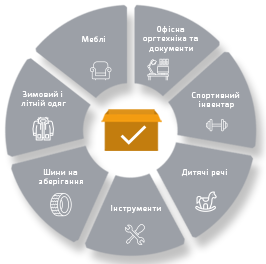 Меблі
Офісна
оргтехніка та
документи
Спортивний
інвентар
Дитячі речі
Інструменти
Шини на
зберігання
Зимовий і
літній одяг